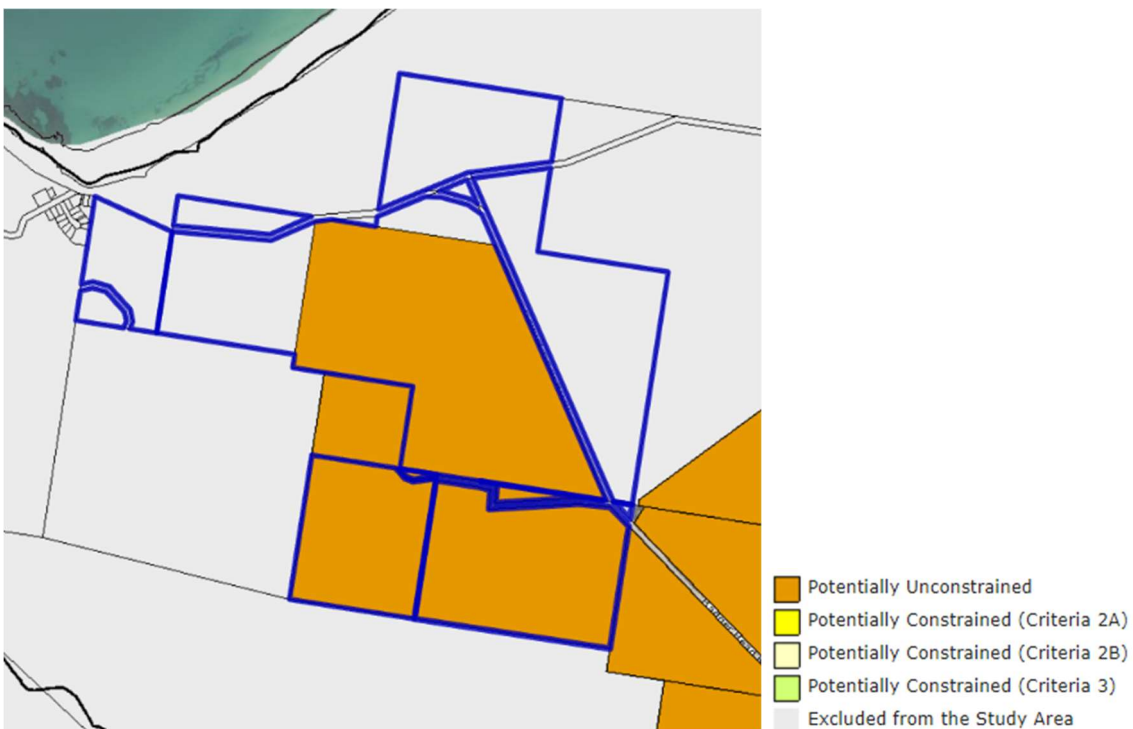 Potentially Unconstrained
Potentially Constrained (Criteria 2A)
Potentially Constrained (Criteria 2B)
Potentially Constrained (Criteria 3)
Excluded from the Study Area